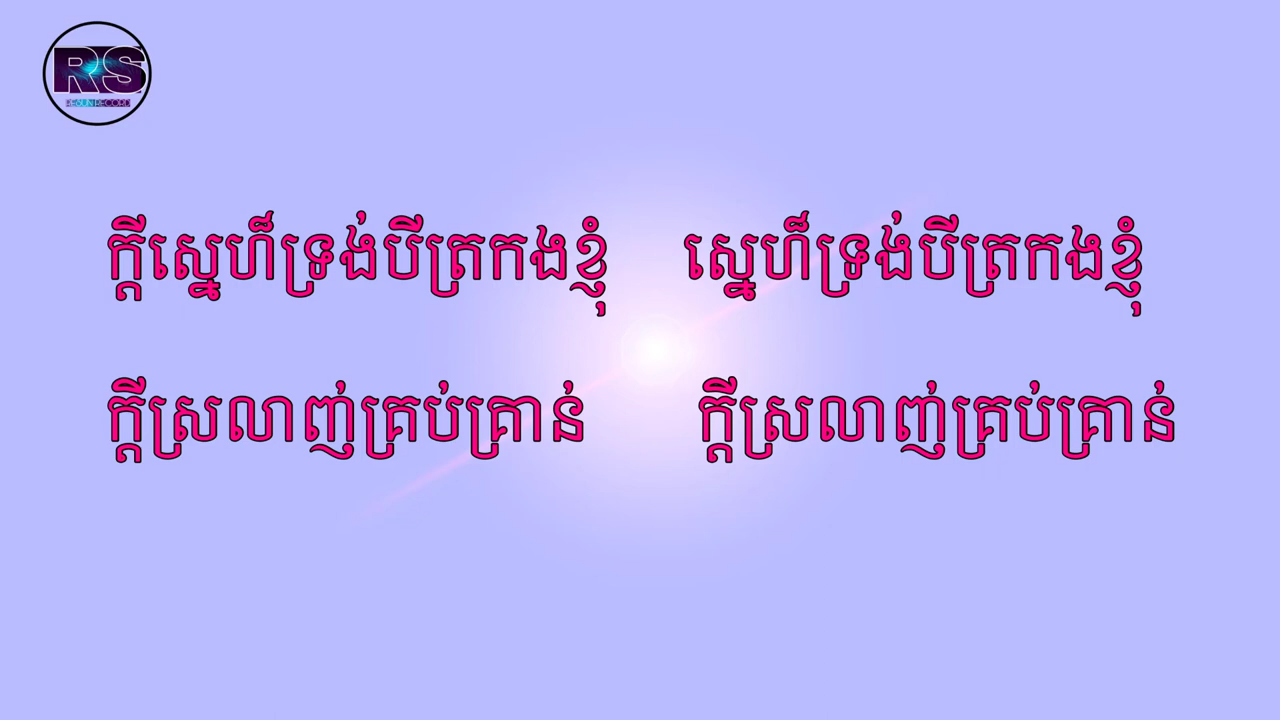 RS
ក្ដីស្នេហ៏ទ្រង់បីត្រកងខ្ញុំ ស្នេហ៏ទ្រង់បីត្រកងខ្ញុំ
ក្ដីស្រលាញ់គ្រប់គ្រាន់ ក្ដីស្រលាញ់គ្រប់គ្រាន់